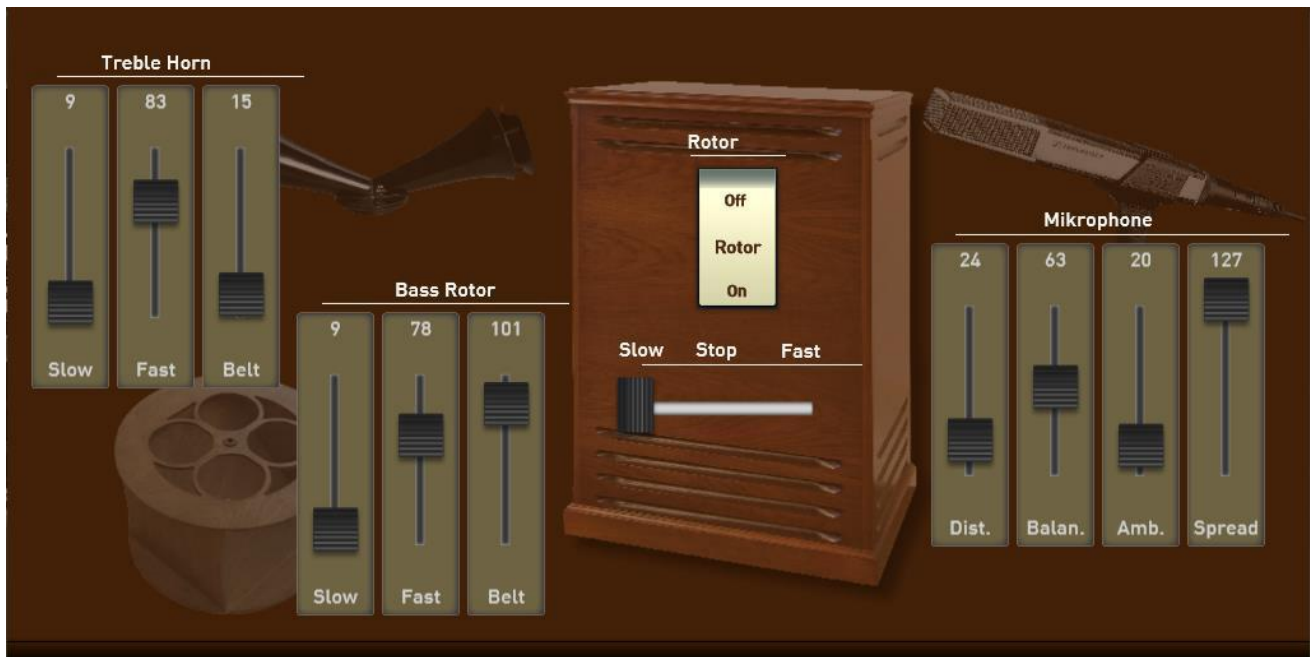 Treble Horn
9 83 15
Slow Fast Belt
Bass Rotor
9 78 101
Slow Fast Belt
Rotor
Off
Rotor
On
Slow Stop Fast
Mikrophone
24 63 20 127
Dist. Balan. Amb. Spread